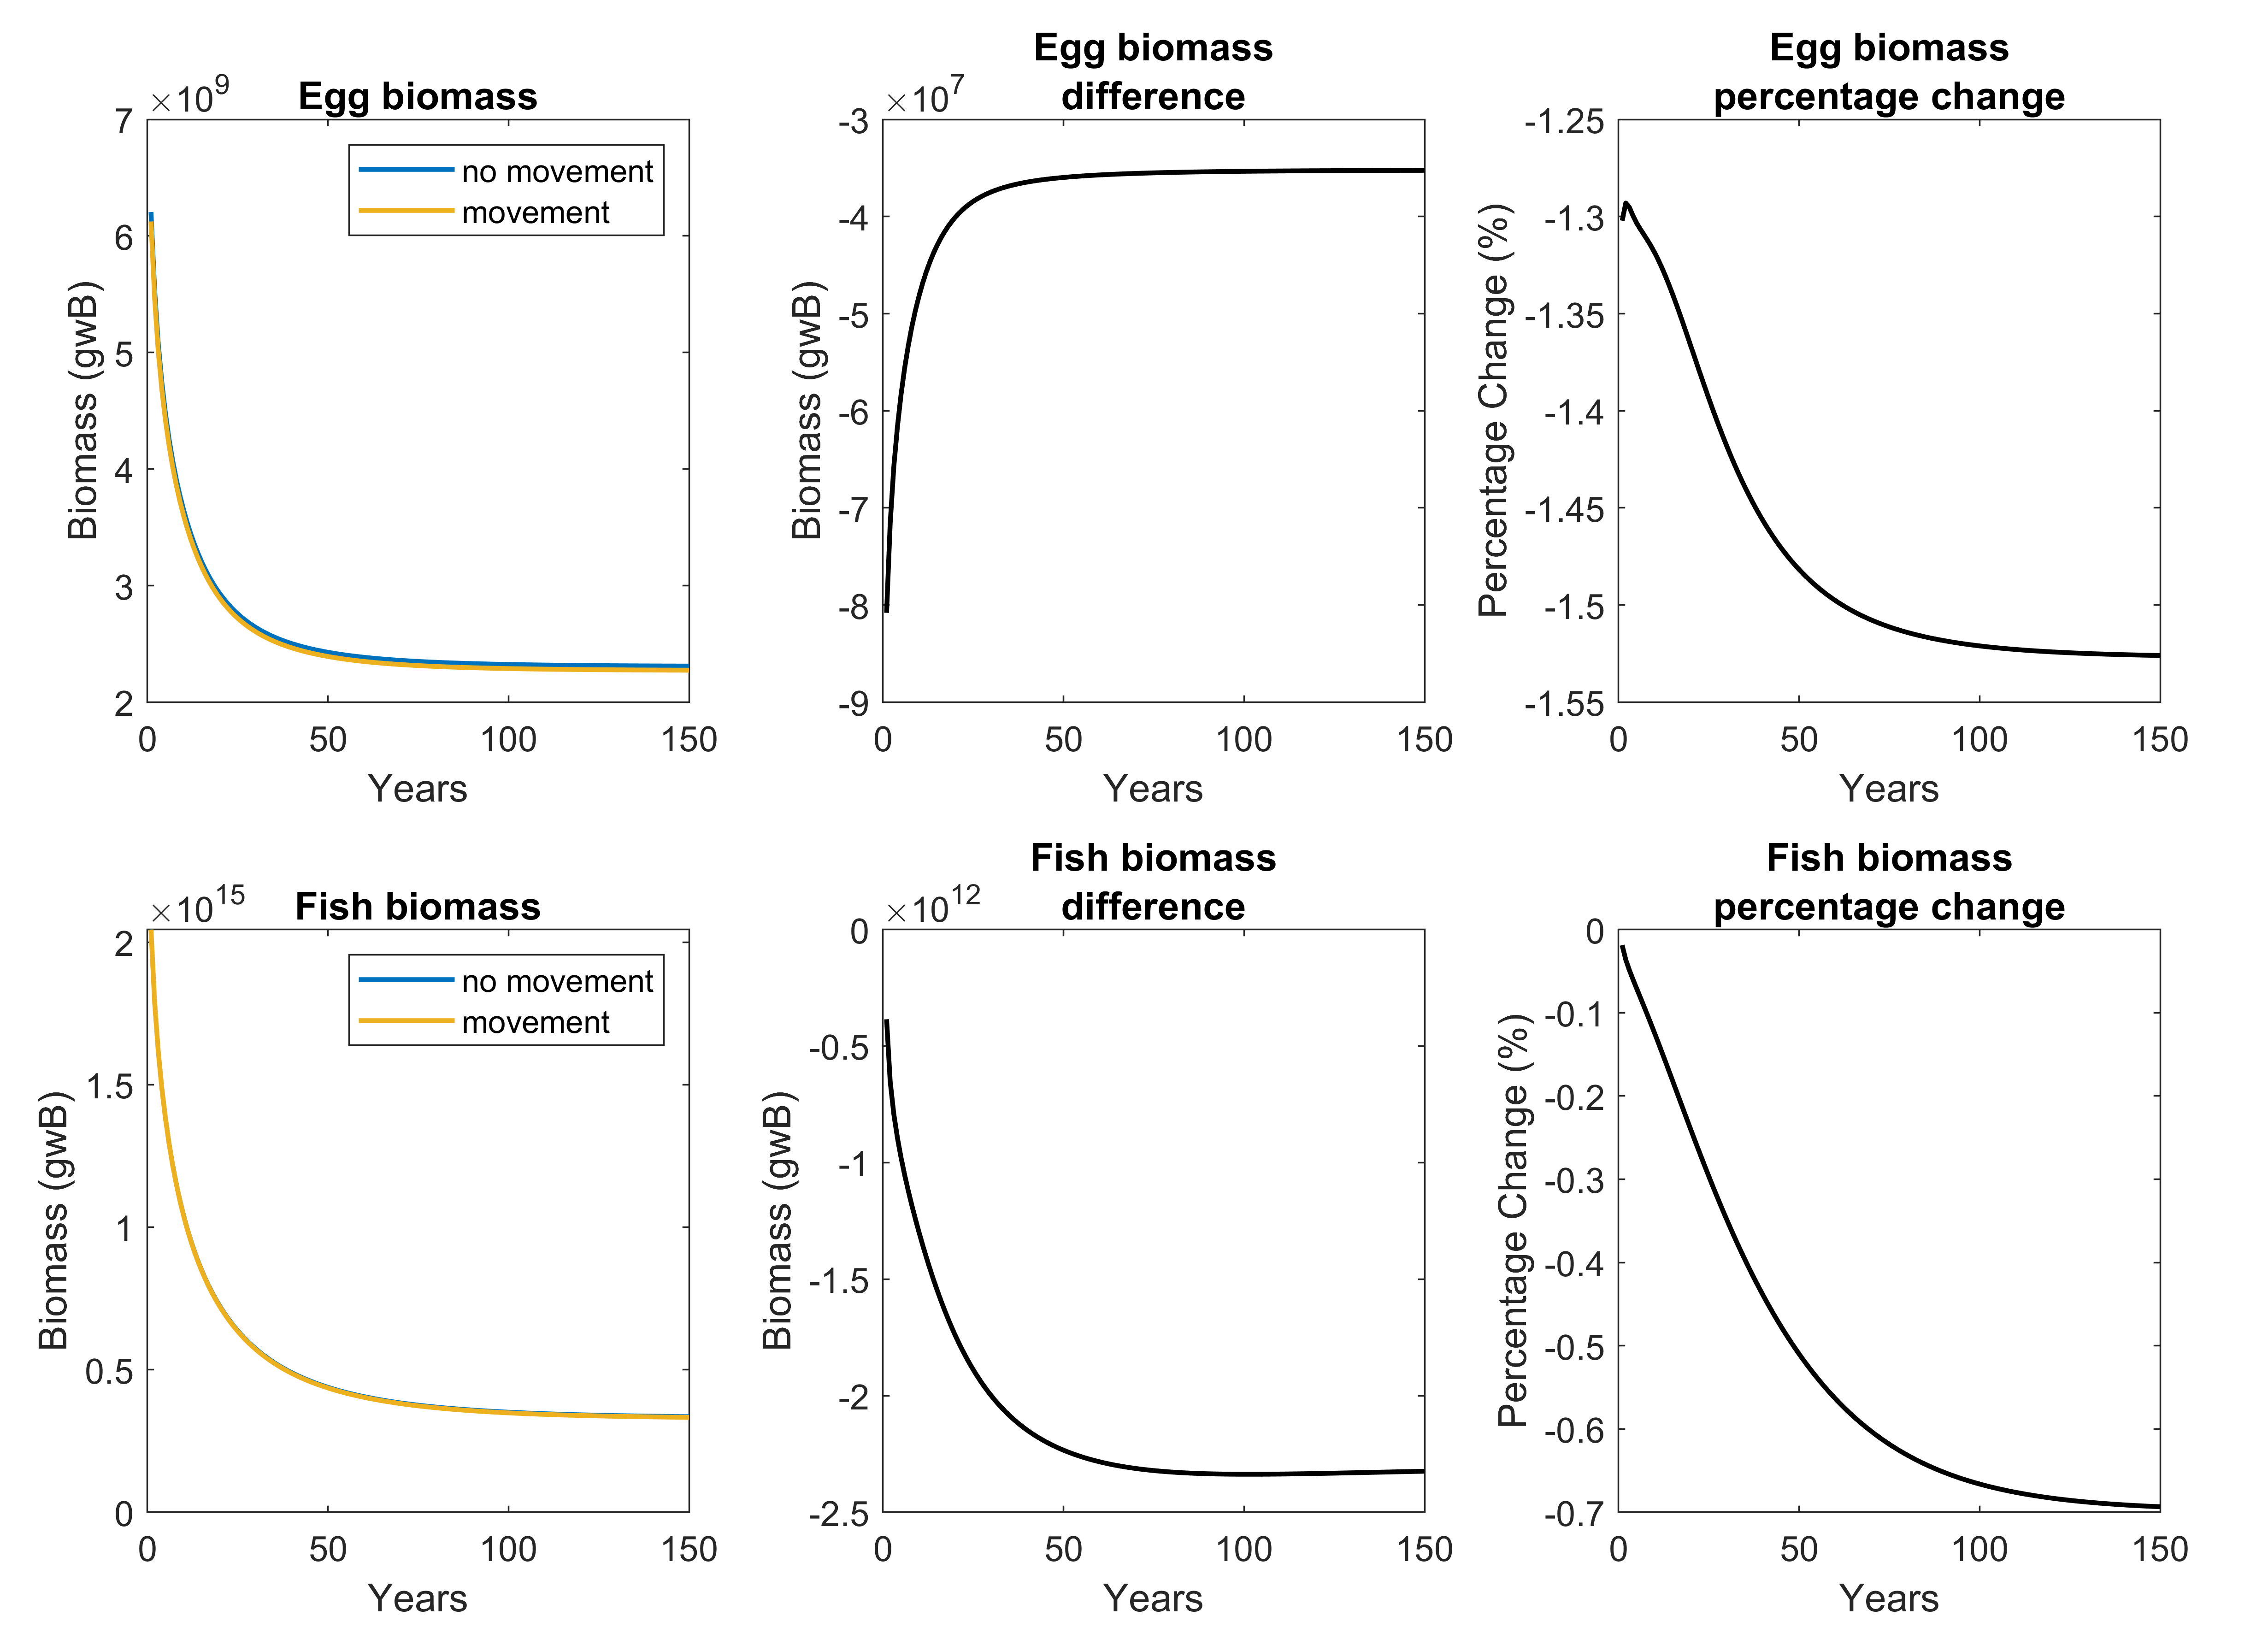 Egg biomass
×10^9
7
6
5
4
3
2
0
50
100
150
Biomass (gwB)
Years
no movement
movement
Egg biomass
difference
×10^7
-3
-4
-5
-6
-7
-8
-9
0
50
100
150
Biomass (gwB)
Years
Egg biomass
percentage change
-1.25
-1.3
-1.35
-1.4
-1.45
-1.5
-1.55
0
50
100
150
Percentage Change (%)
Years
Fish biomass
×10^15
2
1.5
1
0.5
0
0
50
100
150
Biomass (gwB)
Years
no movement
movement
Fish biomass
difference
×10^12
0
-0.5
-1
-1.5
-2
-2.5
0
50
100
150
Biomass (gwB)
Years
Fish biomass
percentage change
0
-0.1
-0.2
-0.3
-0.4
-0.5
-0.6
-0.7
0
50
100
150
Percentage Change (%)
Years